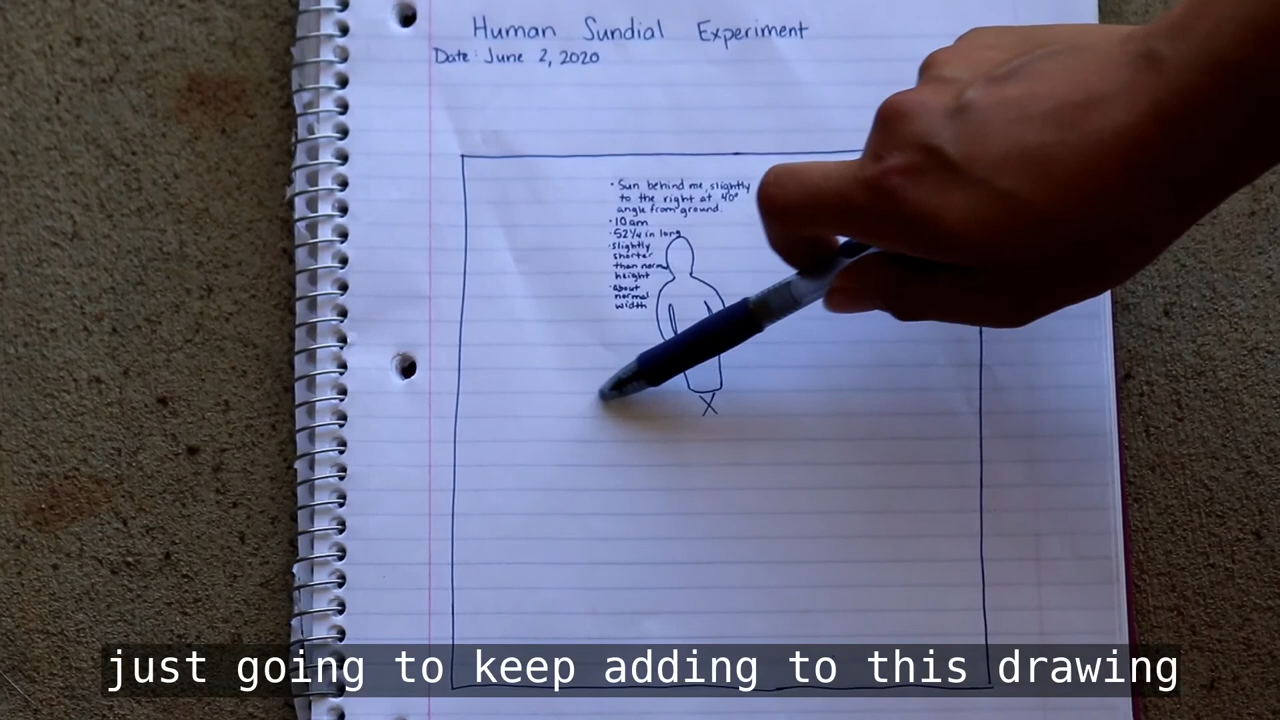 Human Sundial Experiment
Date: June 2, 2020
• Sun behind me, slightly
to the right at 40°
angle from ground.
• 10 am
• 52 1/4 in long
• slightly
shorter
than normal
height
• about
normal
width
X
just going to keep adding to this drawing